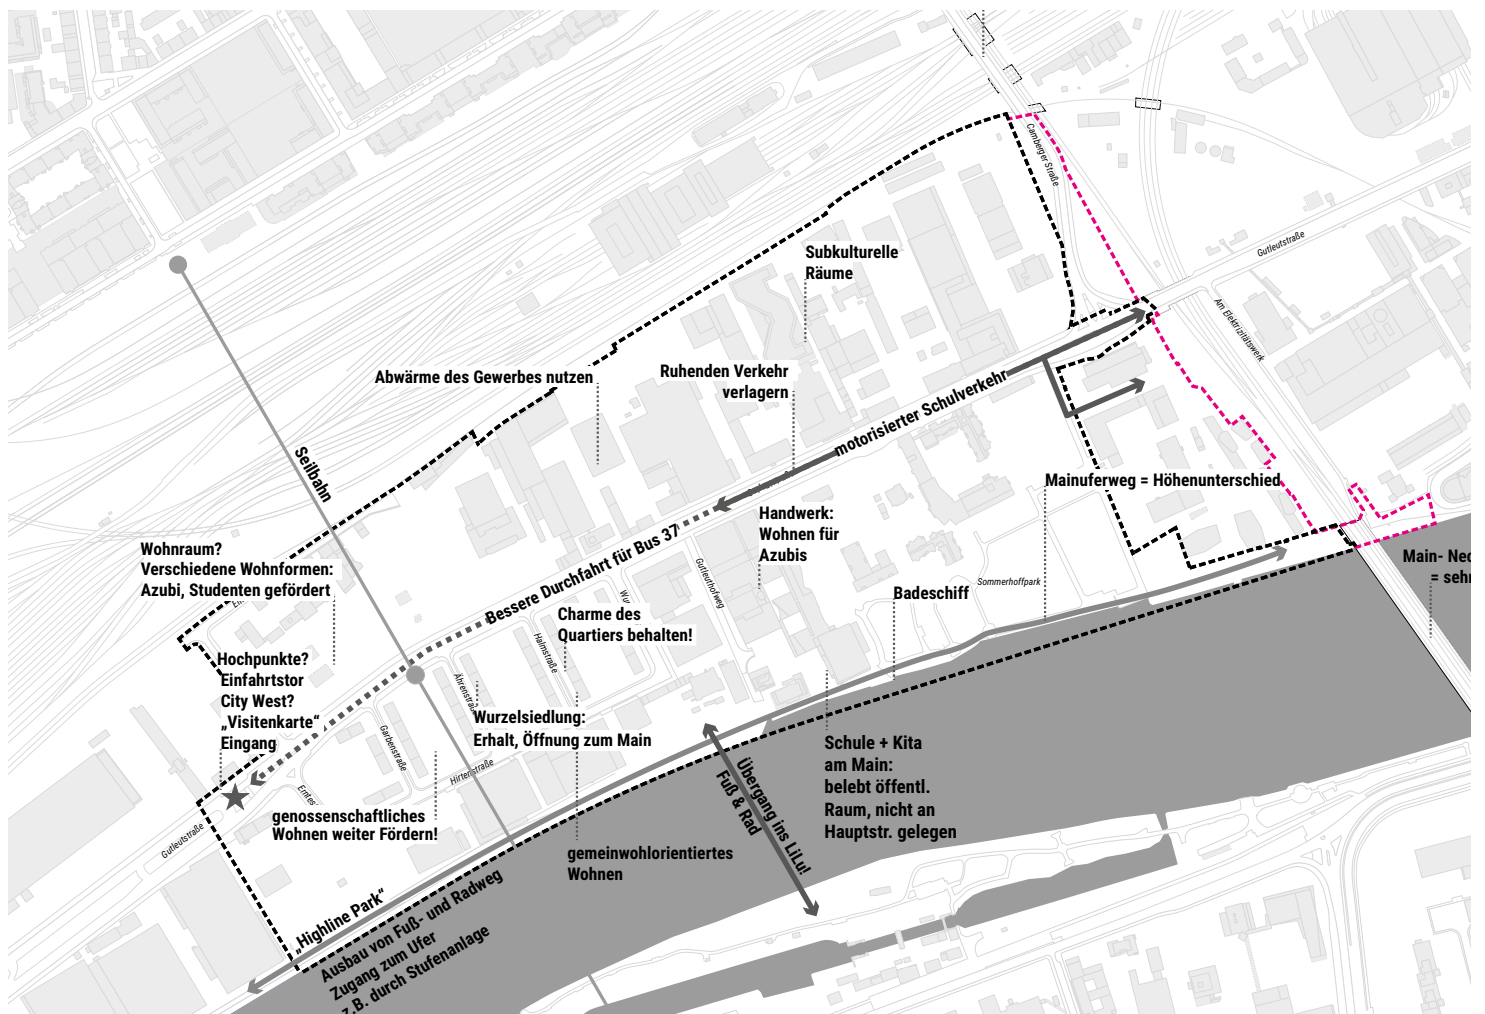 Camberger Straße
Gutleutstraße
Am Elektrizitätswerk
Subkulturelle
Räume
Abwärme des Gewerbes nutzen
Ruhenden Verkehr
verlagern
motorisierter Schulverkehr
Seilbahn
Mainuferweg = Höhenunterschied
Handwerk:
Wohnen für
Azubis
Bessere Durchfahrt für Bus 37
Wohnraum?
Verschiedene Wohnformen:
Azubi, Studenten gefördert
Gutleuthofweg
Sommerhoffpark
Main-
= sehr
Badeschiff
Charme des
Quartiers behalten!
Halmstraße
Ährenstraße
Hochpunkte?
Einfahrtstor
City West?
„Visitenkarte“
Eingang
Wurzelsiedlung:
Erhalt, Öffnung zum Main
Garbenstraße
Hirtenstraße
Schule + Kita
am Main:
belebt öffentl.
Raum, nicht an
Hauptstr. gelegen
Übergang ins LiLu!
Fuß & Rad
genossenschaftliches
Wohnen weiter Fördern!
Gutleutstraße
gemeinwohlorientiertes
Wohnen
„Highline Park“
Ausbau von Fuß- und Radweg
Zugang zum Ufer
z.B. durch Stufenanlage